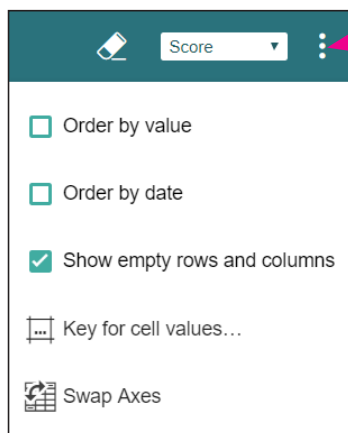 Score
Order by value
Order by date
Show empty rows and columns
Key for cell values...
Swap Axes